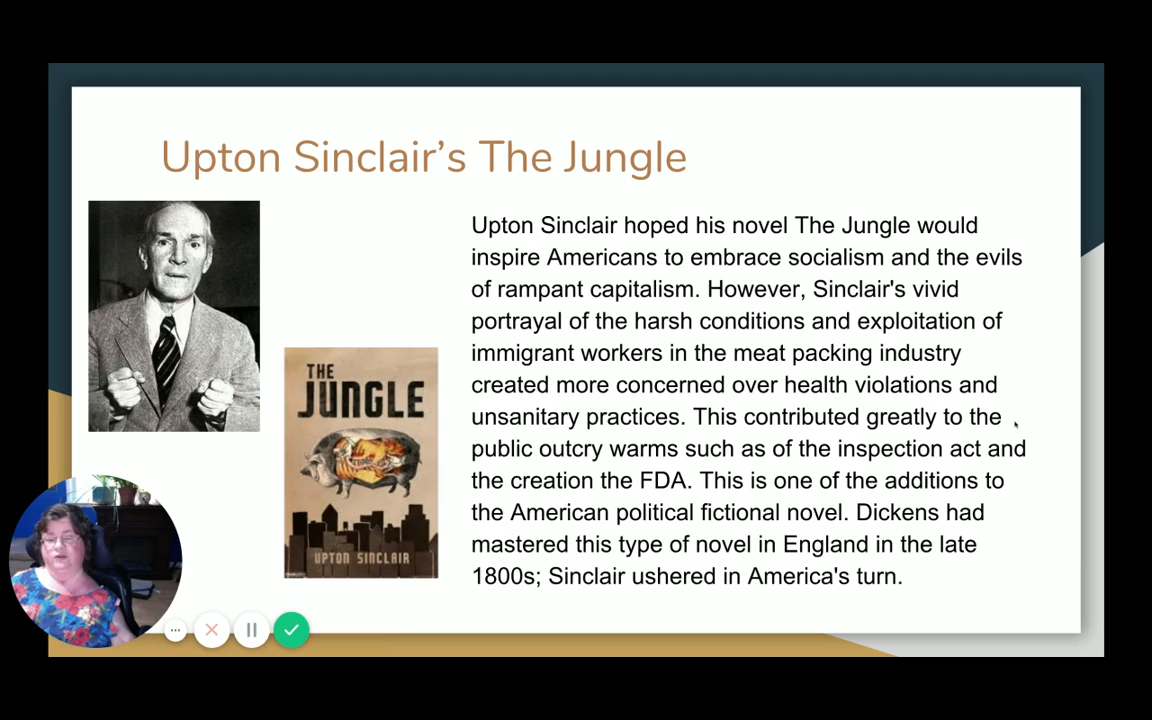 Upton Sinclair's The Jungle
Upton Sinclair hoped his novel The Jungle would
inspire Americans to embrace socialism and the evils
of rampant capitalism. However, Sinclair's vivid
portrayal of the harsh conditions and exploitation of
immigrant workers in the meat packing industry
created more concerned over health violations and
unsanitary practices. This contributed greatly to the
public outcry warms such as of the inspection act and
the creation the FDA. This is one of the additions to
the American political fictional novel. Dickens had
mastered this type of novel in England in the late
1800s; Sinclair ushered in America's turn.
THE
JUNGLE
UPTON SINCLAIR